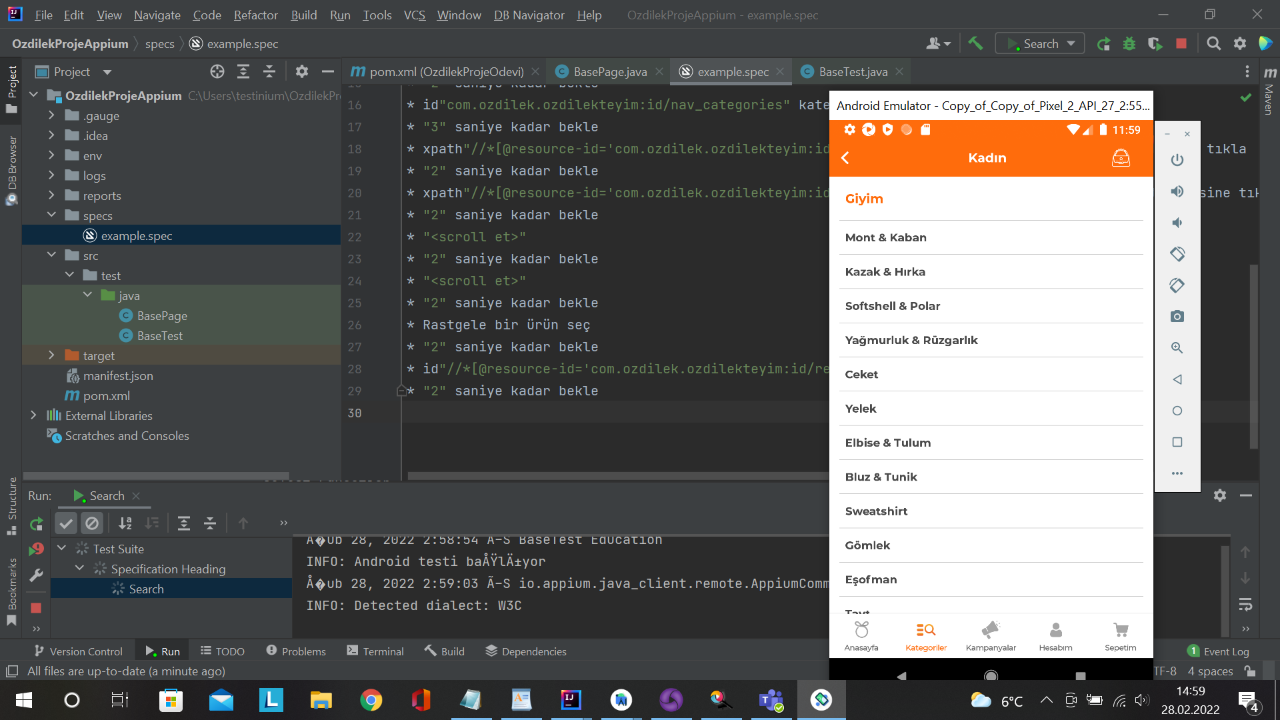 File Edit View Navigate Code Refactor Build Run Tools VCS Window DB Navigator Help OzdilekProjeAppium - example.spec
OzdilekProjeAppium specs example.spec
Search
Project
pom.xml (OzdilekProjeOdevi)
BasePage.java
example.spec
BaseTest.java
Project
DB Browser
Structure
Bookmarks
Maven
OzdilekProjeAppium C:\Users\testinium\OzdilekPr
.gauge
.idea
env
logs
reports
specs
example.spec
src
test
java
BasePage
BaseTest
target
manifest.json
pom.xml
External Libraries
Scratches and Consoles
16 * id"com.ozdilek.ozdilekteyim:id/nav_categories" kate
17 * "3" saniye kadar bekle
18 * xpath"//*[@resource-id='com.ozdilek.ozdilekteyim:id tıkla
19 * "2" saniye kadar bekle
20 * xpath"//*[@resource-id='com.ozdilek.ozdilekteyim:id sine tık
21 * "2" saniye kadar bekle
22 * "<scroll et>"
23 * "2" saniye kadar bekle
24 * "<scroll et>"
25 * "2" saniye kadar bekle
26 * Rastgele bir ürün seç
27 * "2" saniye kadar bekle
28 * id"//*[@resource-id='com.ozdilek.ozdilekteyim:id/re
29 * "2" saniye kadar bekle
30
Android Emulator - Copy_of_Copy_of_Pixel_2_API_27_2:55...
11:59
Kadın
Giyim
Mont & Kaban
Kazak & Hırka
Softshell & Polar
Yağmurluk & Rüzgarlık
Ceket
Yelek
Elbise & Tulum
Bluz & Tunik
Sweatshirt
Gömlek
Eşofman
Tayt
Anasayfa Kategoriler Kampanyalar Hesabım Sepetim
Run: Search
Test Suite
Specification Heading
Search
Å�ub 28, 2022 2:58:54 Ã-S BaseTest Education
INFO: Android testi baÅŸlÄ±yor
Å�ub 28, 2022 2:59:03 Ã-S io.appium.java_client.remote.AppiumComm
INFO: Detected dialect: W3C
Version Control Run TODO Problems Terminal Build Dependencies
1 Event Log
All files are up-to-date (a minute ago)
TF-8 4 spaces
6°C
14:59
28.02.2022
4